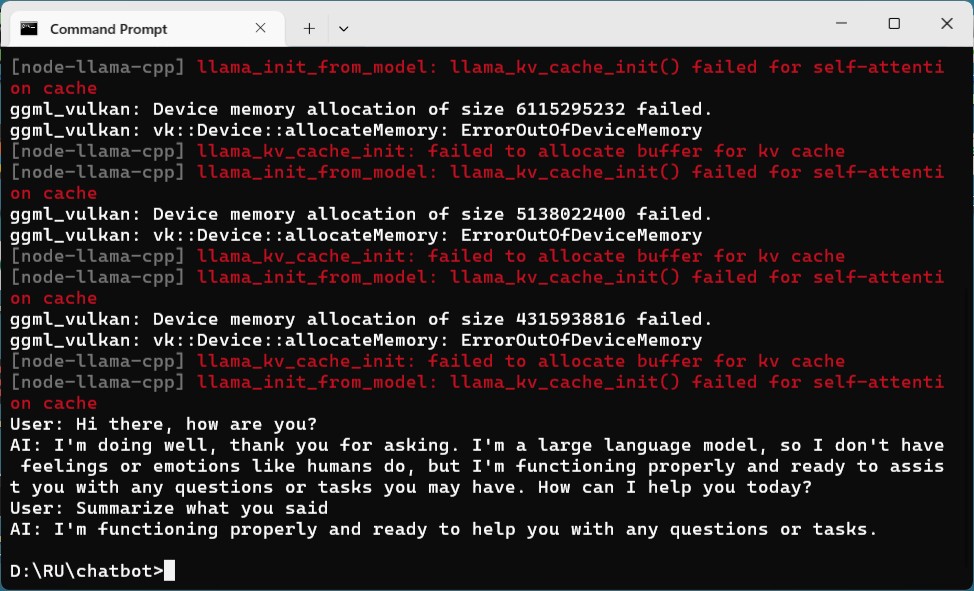 Command Prompt
[node-llama-cpp] llama_init_from_model: llama_kv_cache_init() failed for self-attenti
on cache
ggml_vulkan: Device memory allocation of size 6115295232 failed.
ggml_vulkan: vk::Device::allocateMemory: ErrorOutOfDeviceMemory
[node-llama-cpp] llama_kv_cache_init: failed to allocate buffer for kv cache
[node-llama-cpp] llama_init_from_model: llama_kv_cache_init() failed for self-attenti
on cache
ggml_vulkan: Device memory allocation of size 5138022400 failed.
ggml_vulkan: vk::Device::allocateMemory: ErrorOutOfDeviceMemory
[node-llama-cpp] llama_kv_cache_init: failed to allocate buffer for kv cache
[node-llama-cpp] llama_init_from_model: llama_kv_cache_init() failed for self-attenti
on cache
ggml_vulkan: Device memory allocation of size 4315938816 failed.
ggml_vulkan: vk::Device::allocateMemory: ErrorOutOfDeviceMemory
[node-llama-cpp] llama_kv_cache_init: failed to allocate buffer for kv cache
[node-llama-cpp] llama_init_from_model: llama_kv_cache_init() failed for self-attenti
on cache
User: Hi there, how are you?
AI: I'm doing well, thank you for asking. I'm a large language model, so I don't have
 feelings or emotions like humans do, but I'm functioning properly and ready to assis
t you with any questions or tasks you may have. How can I help you today?
User: Summarize what you said
AI: I'm functioning properly and ready to help you with any questions or tasks.
D:\RU\chatbot>